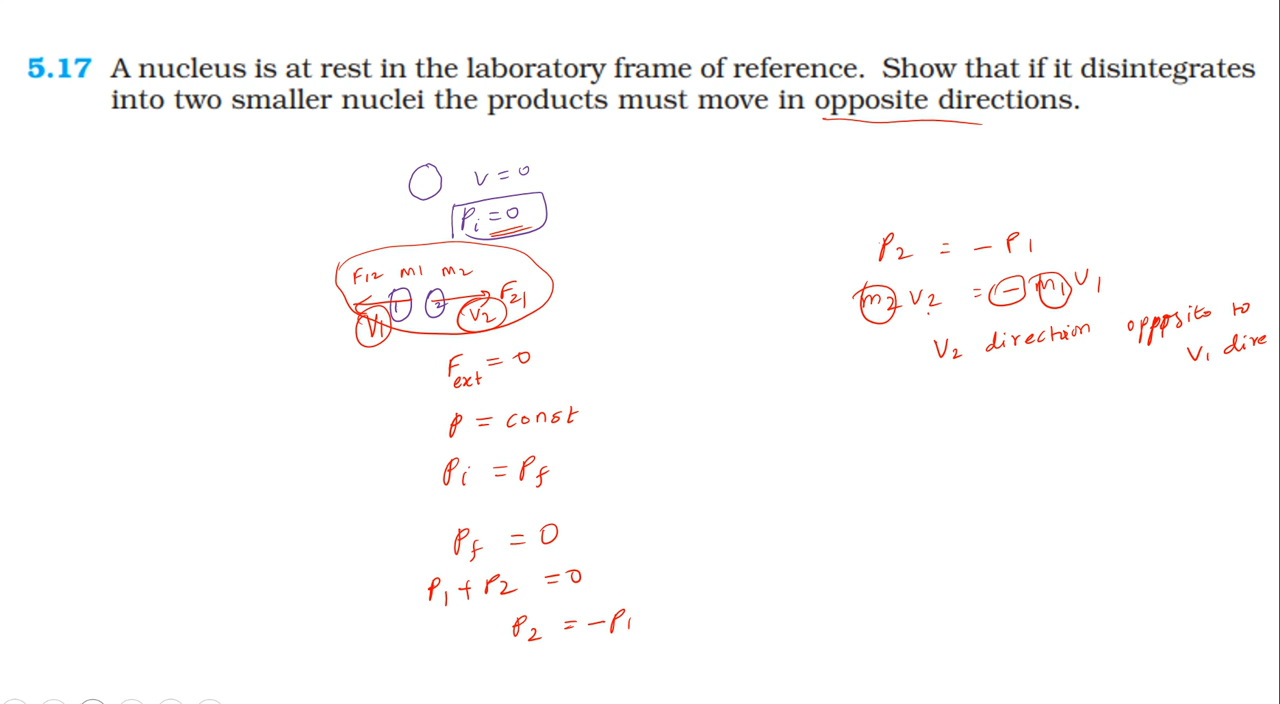 5.17 A nucleus is at rest in the laboratory frame of reference. Show that if it disintegrates
into two smaller nuclei the products must move in opposite directions.
v = 0
Pi = 0
F12 m1 m2
1 2 F21
V1 V2
Fext = 0
P = const
Pi = Pf
Pf = 0
P1 + P2 = 0
P2 = -P1
P2 = -P1
m2 V2 = - m1 V1
V2 direction opposite to
V1 dire